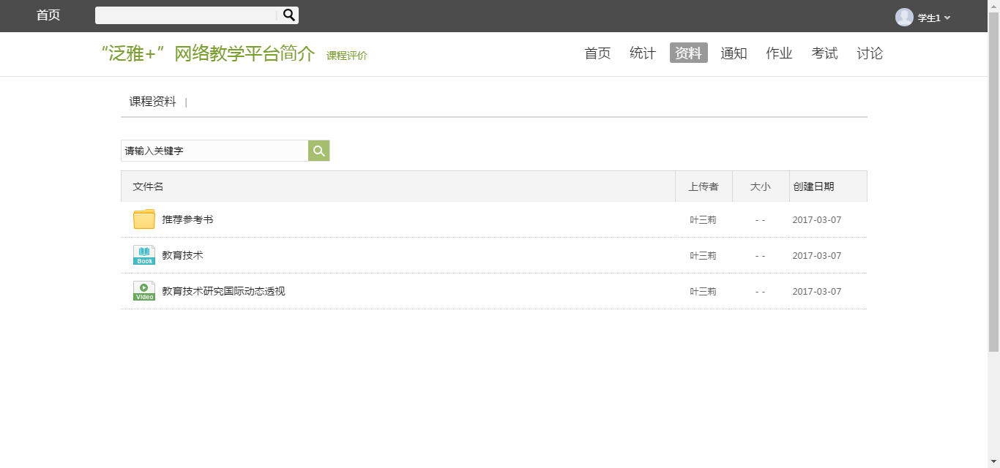 首页 学生1
“泛雅+”网络教学平台简介 课程评价 首页 统计 资料 通知 作业 考试 讨论
课程资料 |
请输入关键字
文件名 上传者 大小 创建日期
推荐参考书 叶三莉 - - 2017-03-07
Book 教育技术 叶三莉 - - 2017-03-07
Video 教育技术研究国际动态透视 叶三莉 - - 2017-03-07